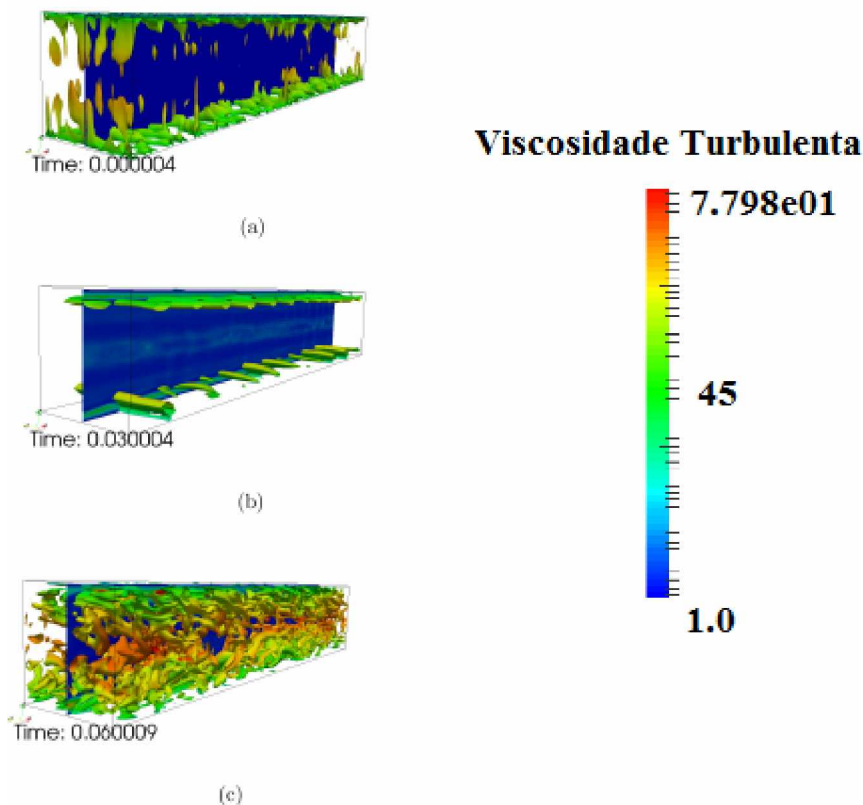 Time: 0.000004
(a)
Viscosidade Turbulenta
7.798e01
45
1.0
Time: 0.030004
(b)
Time: 0.060009
(c)